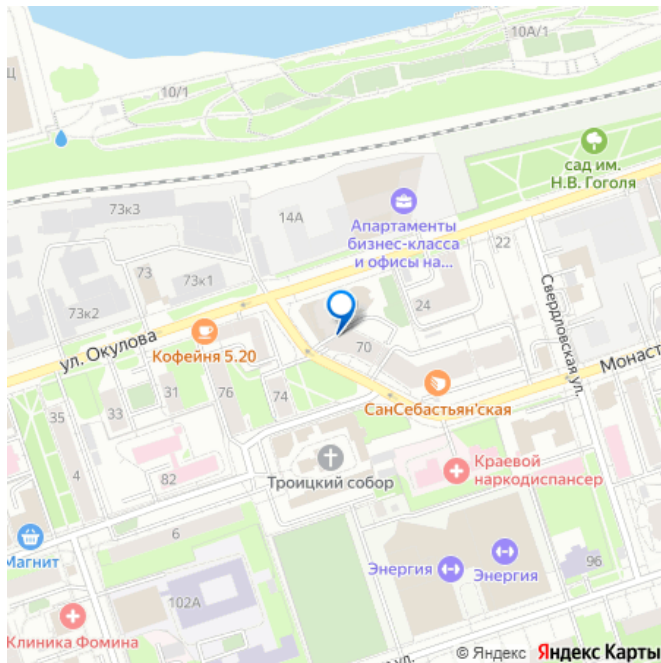 10А/1
10/1
сад им.
Н.В. Гоголя
73к3
14А
Апартаменты
бизнес-класса
и офисы на...
22
73
73к1
24
Свердловская ул.
73к2
ул. Окулова
Кофейня 5.20
70
Монаст
31
76
74
СанСебастьян'ская
35
33
Троицкий собор
Краевой
наркодиспансер
4
82
6
Магнит
Энергия
Энергия
96
102А
Клиника Фомина
ул.
© Яндекс Яндекс Карты